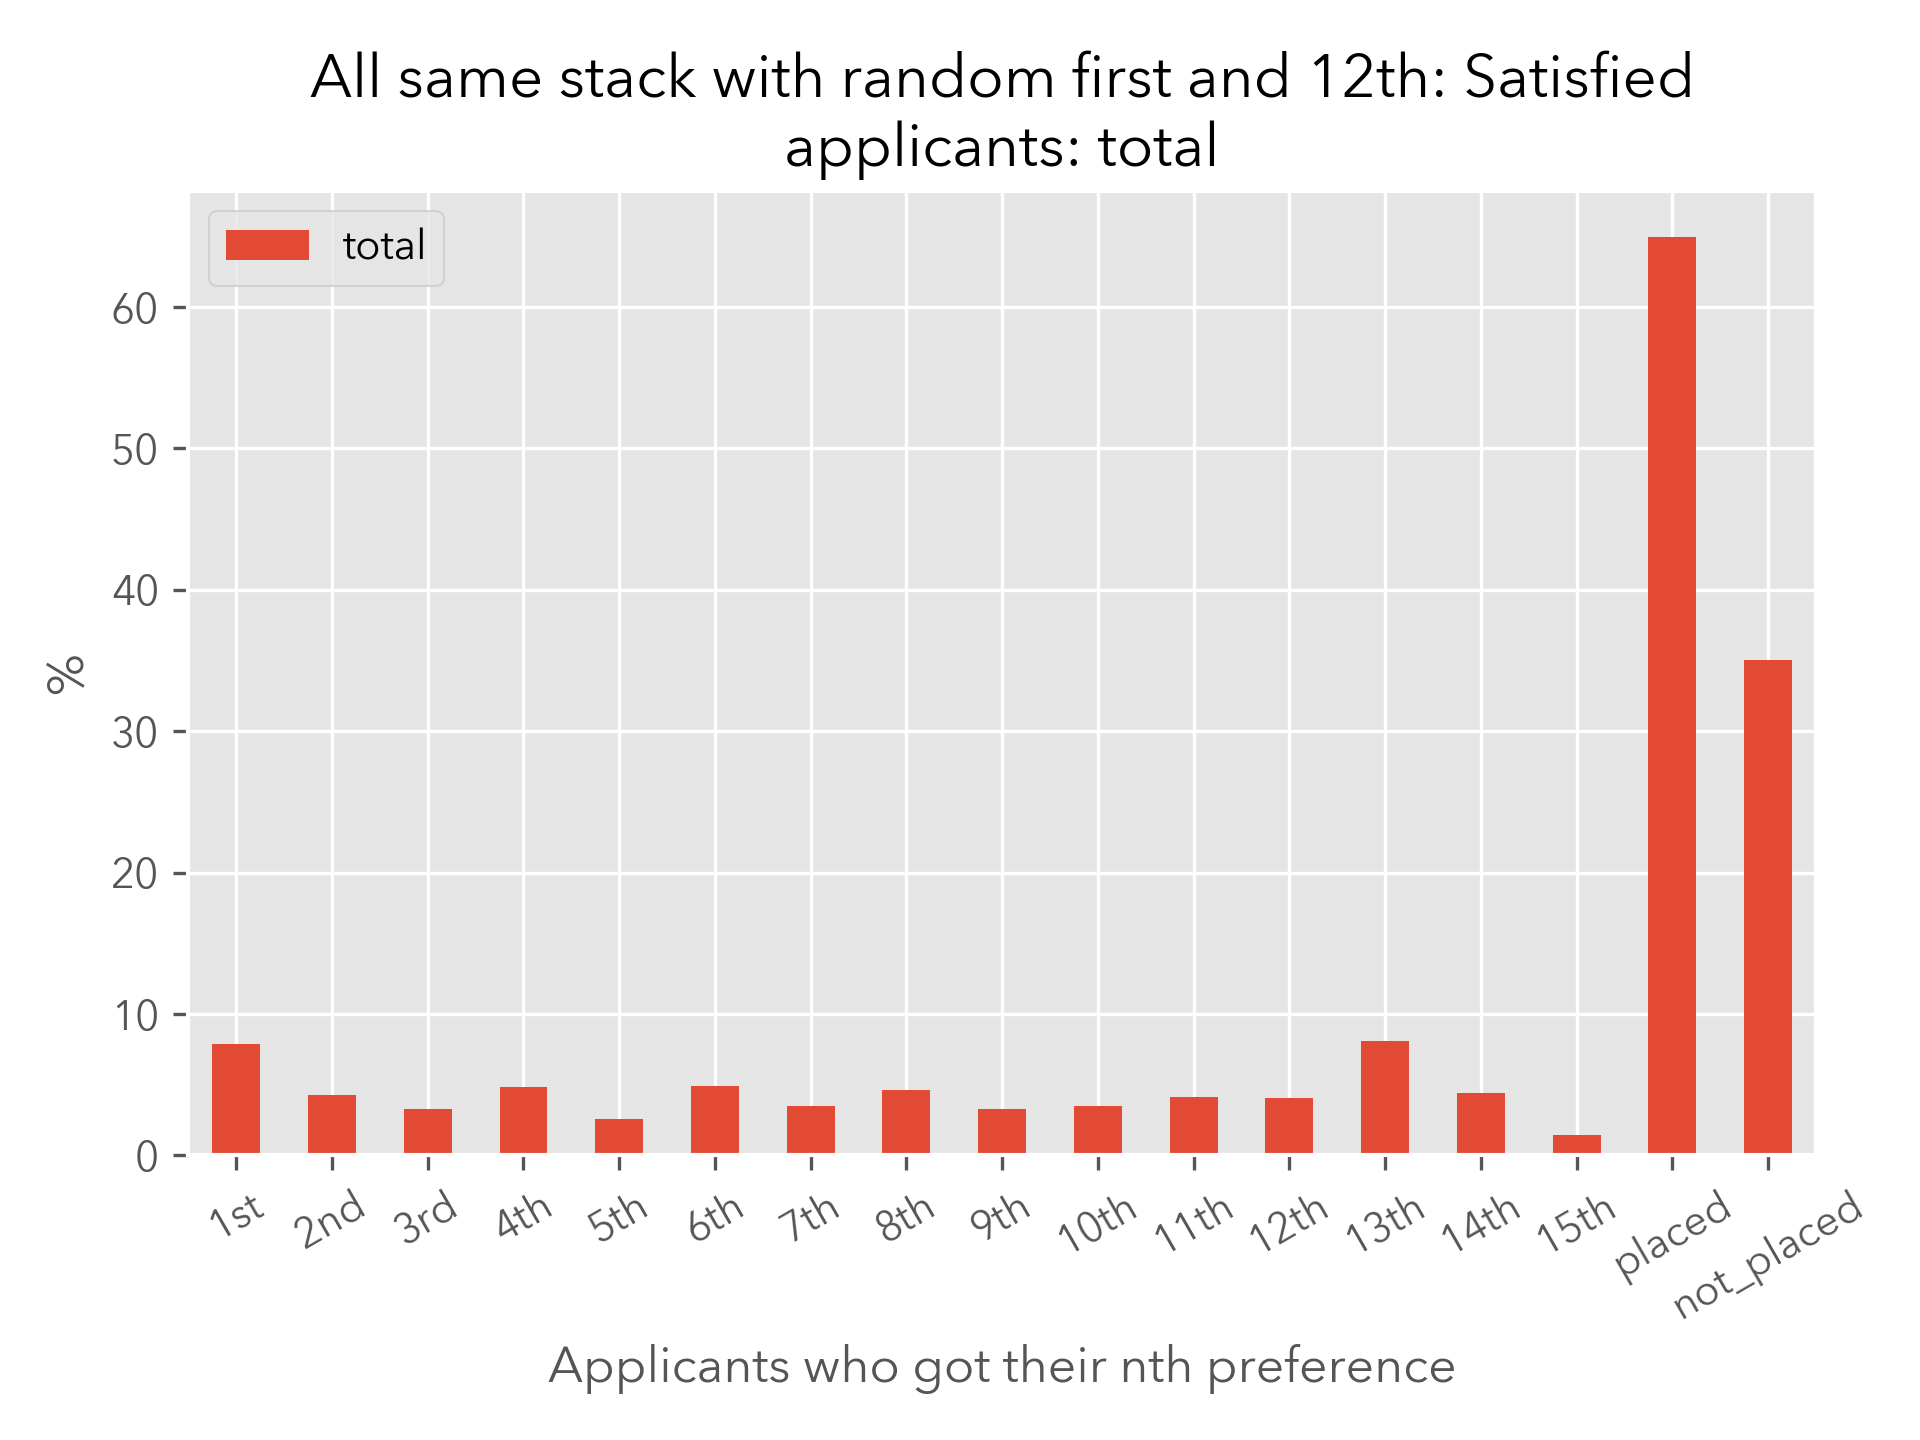 All same stack with random first and 12th: Satisfied
applicants: total
total
60
50
40
30
20
10
0
%
1st
2nd
3rd
4th
5th
6th
7th
8th
9th
10th
11th
12th
13th
14th
15th
placed
not_placed
Applicants who got their nth preference